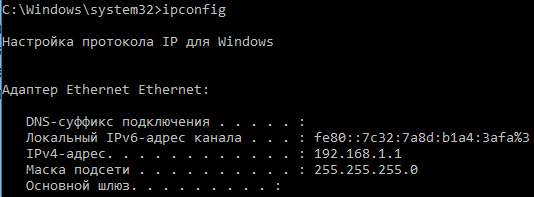 C:\Windows\system32>ipconfig
Настройка протокола IP для Windows
Адаптер Ethernet Ethernet:
DNS-суффикс подключения . . . . . :
Локальный IPv6-адрес канала . . . : fe80::7c32:7a8d:b1a4:3afa%3
IPv4-адрес. . . . . . . . . . . . : 192.168.1.1
Маска подсети . . . . . . . . . . : 255.255.255.0
Основной шлюз. . . . . . . . . :